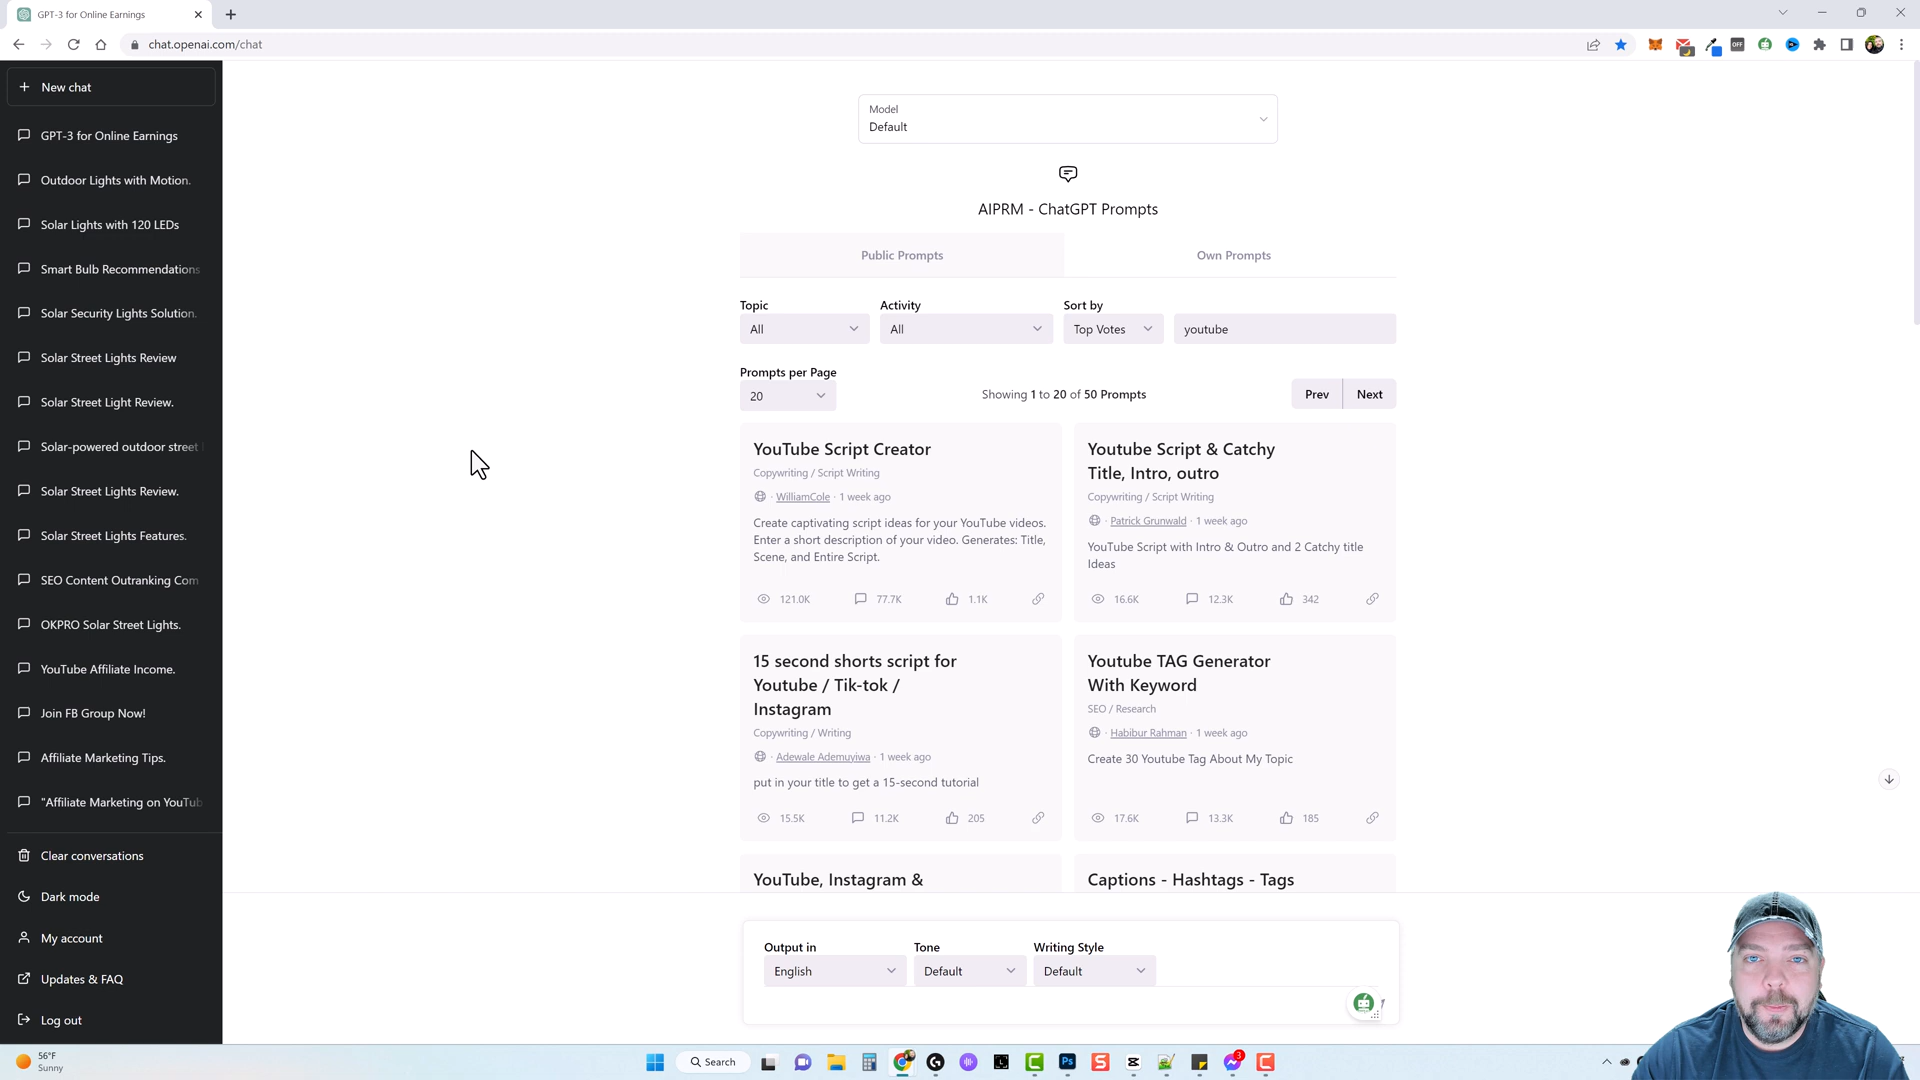 GPT-3 for Online Earnings
chat.openai.com/chat
OFF
New chat
GPT-3 for Online Earnings
Outdoor Lights with Motion.
Solar Lights with 120 LEDs
Smart Bulb Recommendations
Solar Security Lights Solution.
Solar Street Lights Review
Solar Street Light Review.
Solar-powered outdoor street
Solar Street Lights Review.
Solar Street Lights Features.
SEO Content Outranking Com
OKPRO Solar Street Lights.
YouTube Affiliate Income.
Join FB Group Now!
Affiliate Marketing Tips.
"Affiliate Marketing on YouTub
Clear conversations
Dark mode
My account
Updates & FAQ
Log out
Model
Default
AIPRM - ChatGPT Prompts
Public Prompts
Own Prompts
Topic
All
Activity
All
Sort by
Top Votes
youtube
Prompts per Page
20
Showing 1 to 20 of 50 Prompts
Prev
Next
YouTube Script Creator
Copywriting / Script Writing
· WilliamCole · 1 week ago
Create captivating script ideas for your YouTube videos.
Enter a short description of your video. Generates: Title,
Scene, and Entire Script.
121.0K 77.7K 1.1K
Youtube Script & Catchy
Title, Intro, outro
Copywriting / Script Writing
· Patrick Grunwald · 1 week ago
YouTube Script with Intro & Outro and 2 Catchy title
Ideas
16.6K 12.3K 342
15 second shorts script for
Youtube / Tik-tok /
Instagram
Copywriting / Writing
· Adewale Ademuyiwa · 1 week ago
put in your title to get a 15-second tutorial
15.5K 11.2K 205
Youtube TAG Generator
With Keyword
SEO / Research
· Habibur Rahman · 1 week ago
Create 30 Youtube Tag About My Topic
17.6K 13.3K 185
YouTube, Instagram &
Captions - Hashtags - Tags
Output in
English
Tone
Default
Writing Style
Default
56°F
Sunny
Search
Ps
3